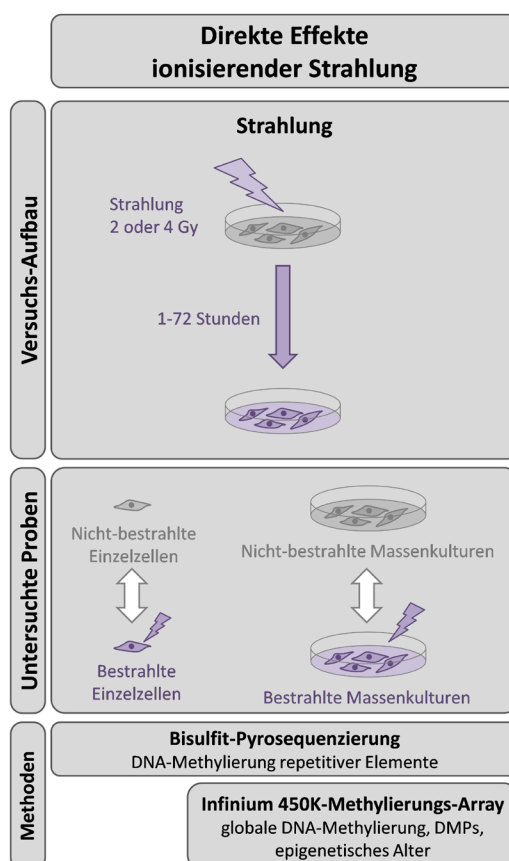 Direkte Effekte
ionisierender Strahlung
Versuchs-Aufbau
Strahlung
Strahlung
2 oder 4 Gy
1-72 Stunden
Untersuchte Proben
Nicht-bestrahlte
Einzelzellen
Nicht-bestrahlte Massenkulturen
Bestrahlte
Einzelzellen
Bestrahlte Massenkulturen
Methoden
Bisulfit-Pyrosequenzierung
DNA-Methylierung repetitiver Elemente
Infinium 450K-Methylierungs-Array
globale DNA-Methylierung, DMPs,
epigenetisches Alter